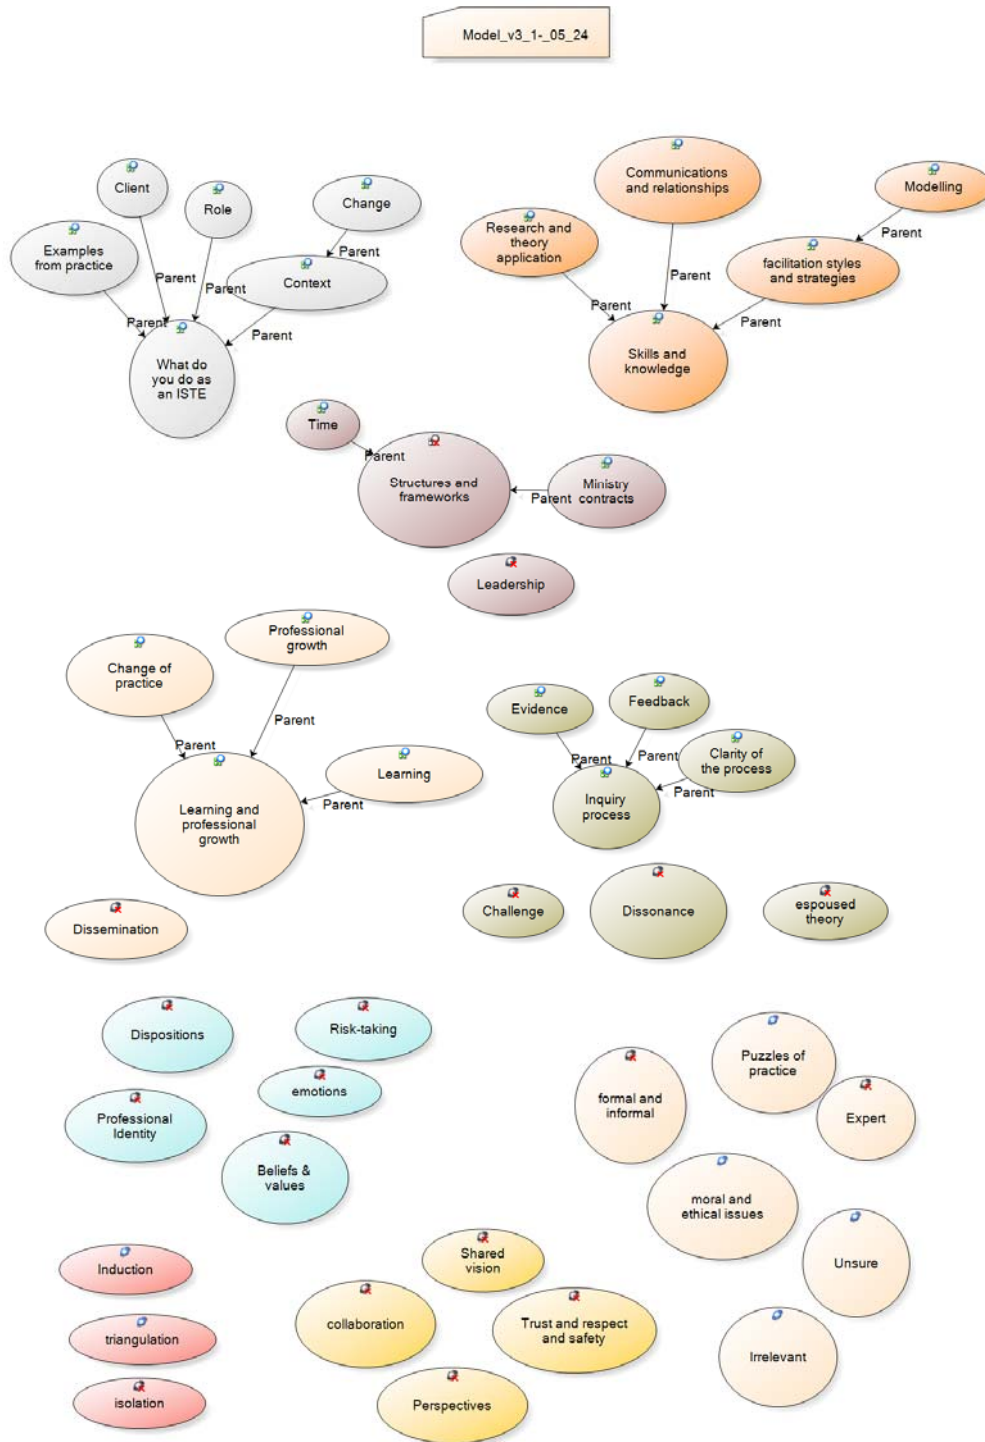 Model_v3_1-_05_24
Client
Role
Change
Examples
from practice
Context
Parent
Parent
Parent
Parent
Parent
What do
you do as
an ISTE
Communications
and relationships
Modelling
Research and
theory
application
facilitation styles
and strategies
Parent
Parent
Parent
Parent
Skills and
knowledge
Time
Parent
Structures and
frameworks
Ministry
contracts
Parent
Leadership
Professional
growth
Change of
practice
Parent
Parent
Learning
Parent
Learning and
professional
growth
Dissemination
Evidence
Feedback
Clarity of
the process
Parent
Parent
Parent
Inquiry
process
Challenge
Dissonance
espoused
theory
Dispositions
Risk-taking
emotions
Professional
Identity
Beliefs &
values
Puzzles of
practice
formal and
informal
Expert
moral and
ethical issues
Unsure
Irrelevant
Induction
triangulation
isolation
Shared
vision
collaboration
Trust and respect
and safety
Perspectives